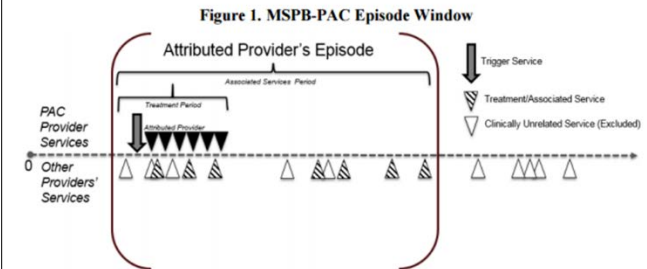 Figure 1. MSPB-PAC Episode Window
Attributed Provider's Episode
Associated Services Period
Treatment Period
Attributed Provider
PAC
Provider
Services
0
Other
Providers'
Services
Trigger Service
Treatment/Associated Service
Clinically Unrelated Service (Excluded)